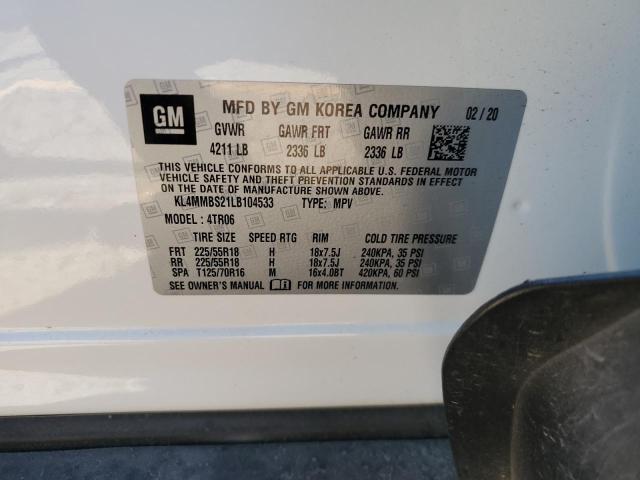 GM MFD BY GM KOREA COMPANY 02/20
GVWR GAWR FRT GAWR RR
4211 LB 2336 LB 2336 LB
THIS VEHICLE CONFORMS TO ALL APPLICABLE U.S. FEDERAL MOTOR
VEHICLE SAFETY AND THEFT PREVENTION STANDARDS IN EFFECT
ON THE DATE OF MANUFACTURE SHOWN ABOVE.
KL4MMBS21LB104533 TYPE: MPV
MODEL: 4TR06
TIRE SIZE SPEED RTG RIM COLD TIRE PRESSURE
FRT 225/55R18 H 18x7.5J 240KPA, 35 PSI
RR 225/55R18 H 18x7.5J 240KPA, 35 PSI
SPA T125/70R16 M 16x4.0BT 420KPA, 60 PSI
SEE OWNER'S MANUAL FOR MORE INFORMATION.